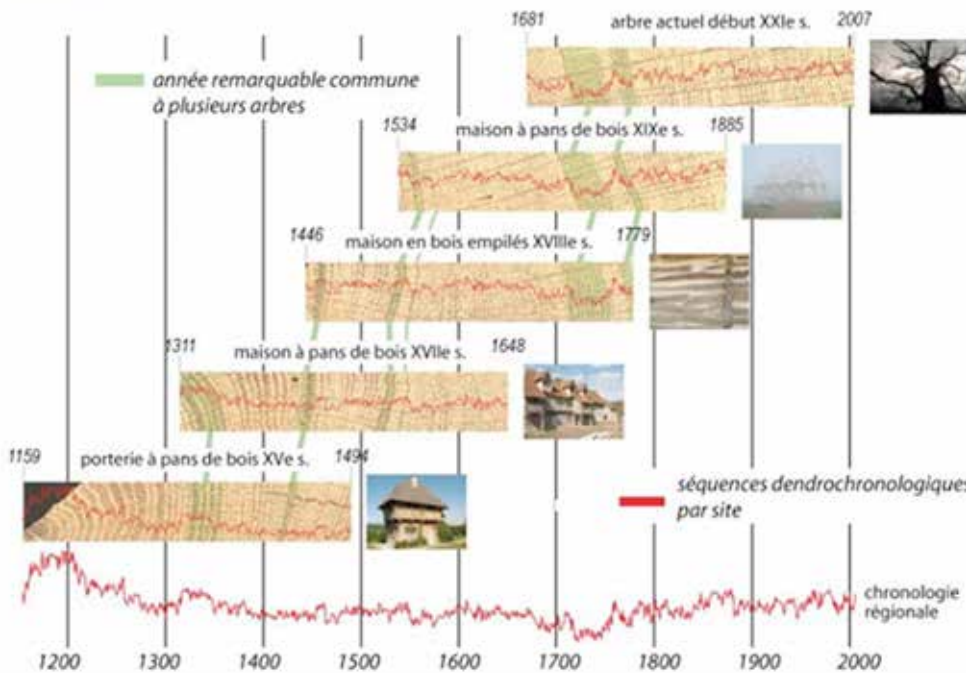 1681 arbre actuel début XXIe s. 2007
année remarquable commune
à plusieurs arbres
1534 maison à pans de bois XIXe s. 1885
1446 maison en bois empilés XVIIIe s. 1779
1311 maison à pans de bois XVIIe s. 1648
1159 porterie à pans de bois XVe s. 1494
séquences dendrochronologiques
par site
chronologie
régionale
1200 1300 1400 1500 1600 1700 1800 1900 2000